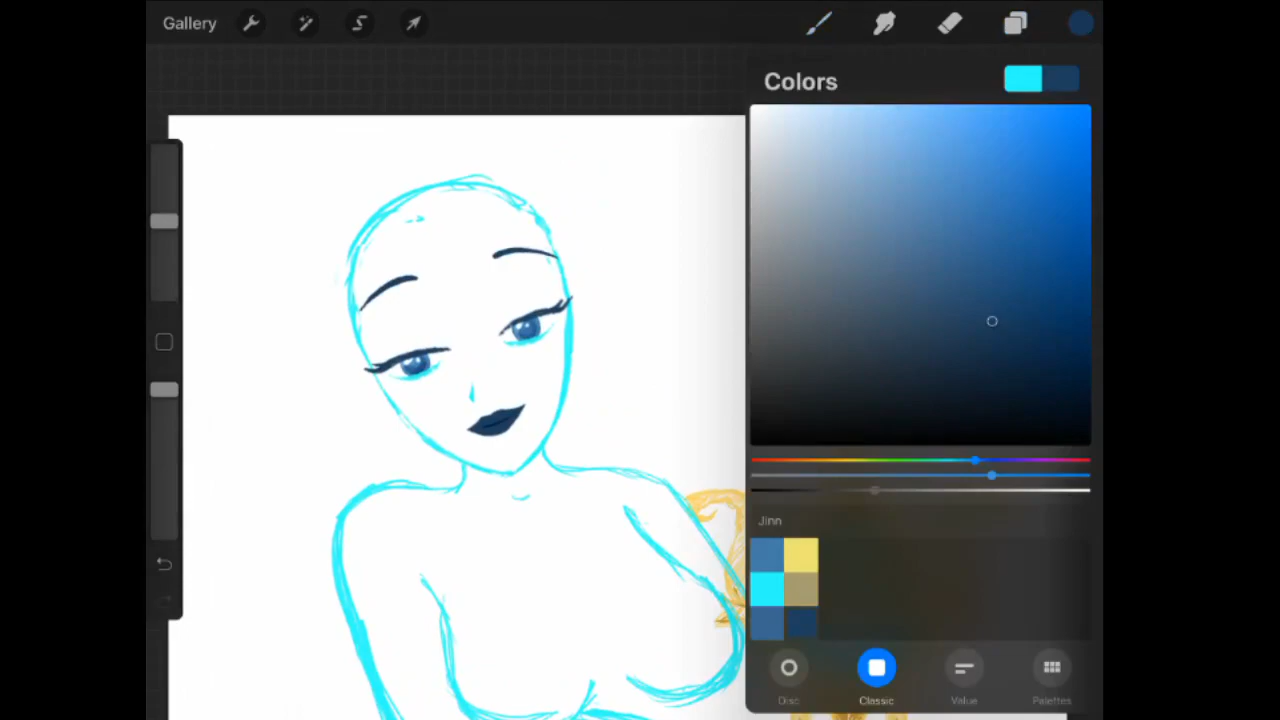 Gallery
Colors
Jinn
Disc
Classic
Value
Palettes